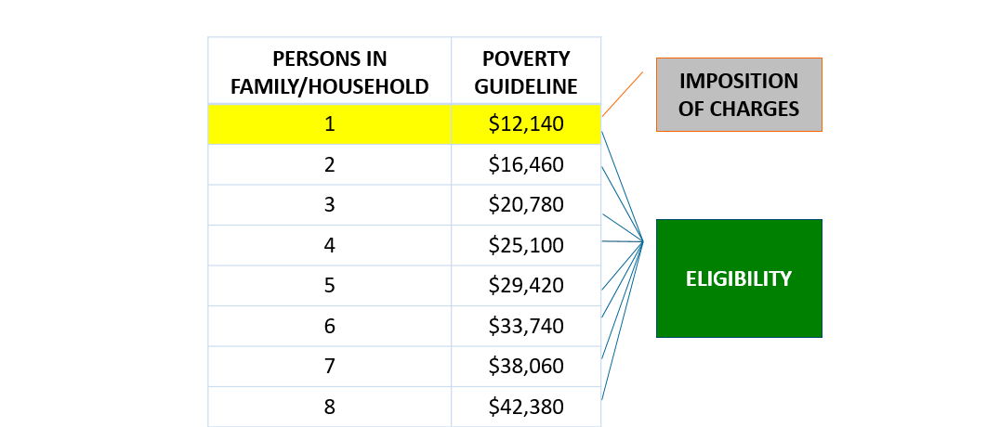 PERSONS IN
FAMILY/HOUSEHOLD
POVERTY
GUIDELINE
1 $12,140
2 $16,460
3 $20,780
4 $25,100
5 $29,420
6 $33,740
7 $38,060
8 $42,380
IMPOSITION
OF CHARGES
ELIGIBILITY